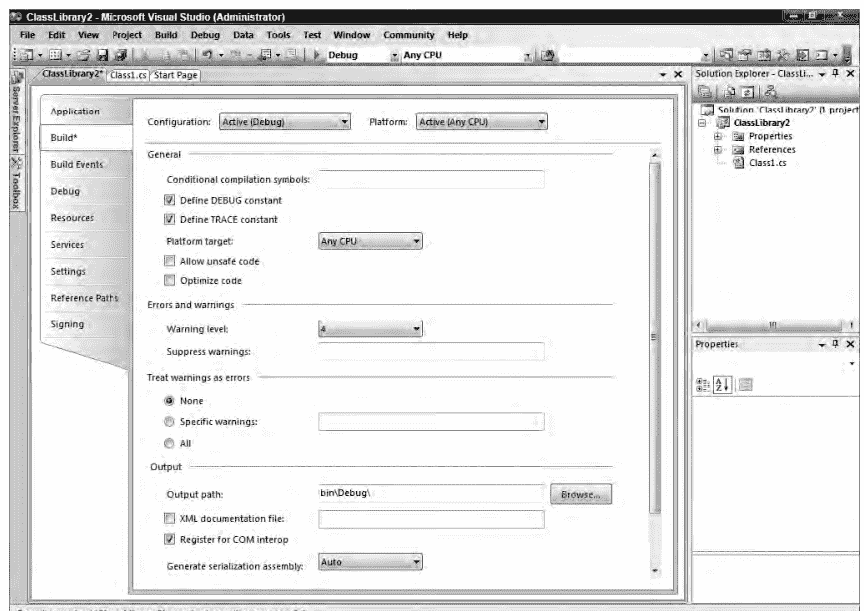 ClassLibrary2 - Microsoft Visual Studio (Administrator)
File Edit View Project Build Debug Data Tools Test Window Community Help
Debug Any CPU
ClassLibrary2* Class1.cs Start Page
Solution Explorer - ClassLi...
Server Explorer
Toolbox
Application
Build*
Build Events
Debug
Resources
Services
Settings
Reference Paths
Signing
Configuration: Active (Debug) Platform: Active (Any CPU)
General
Conditional compilation symbols:
Define DEBUG constant
Define TRACE constant
Platform target: Any CPU
Allow unsafe code
Optimize code
Errors and warnings
Warning level: 4
Suppress warnings:
Treat warnings as errors
None
Specific warnings:
All
Output
Output path: bin\Debug\ Browse...
XML documentation file:
Register for COM interop
Generate serialization assembly: Auto
Solution 'ClassLibrary2' (1 project
ClassLibrary2
Properties
References
Class1.cs
Properties